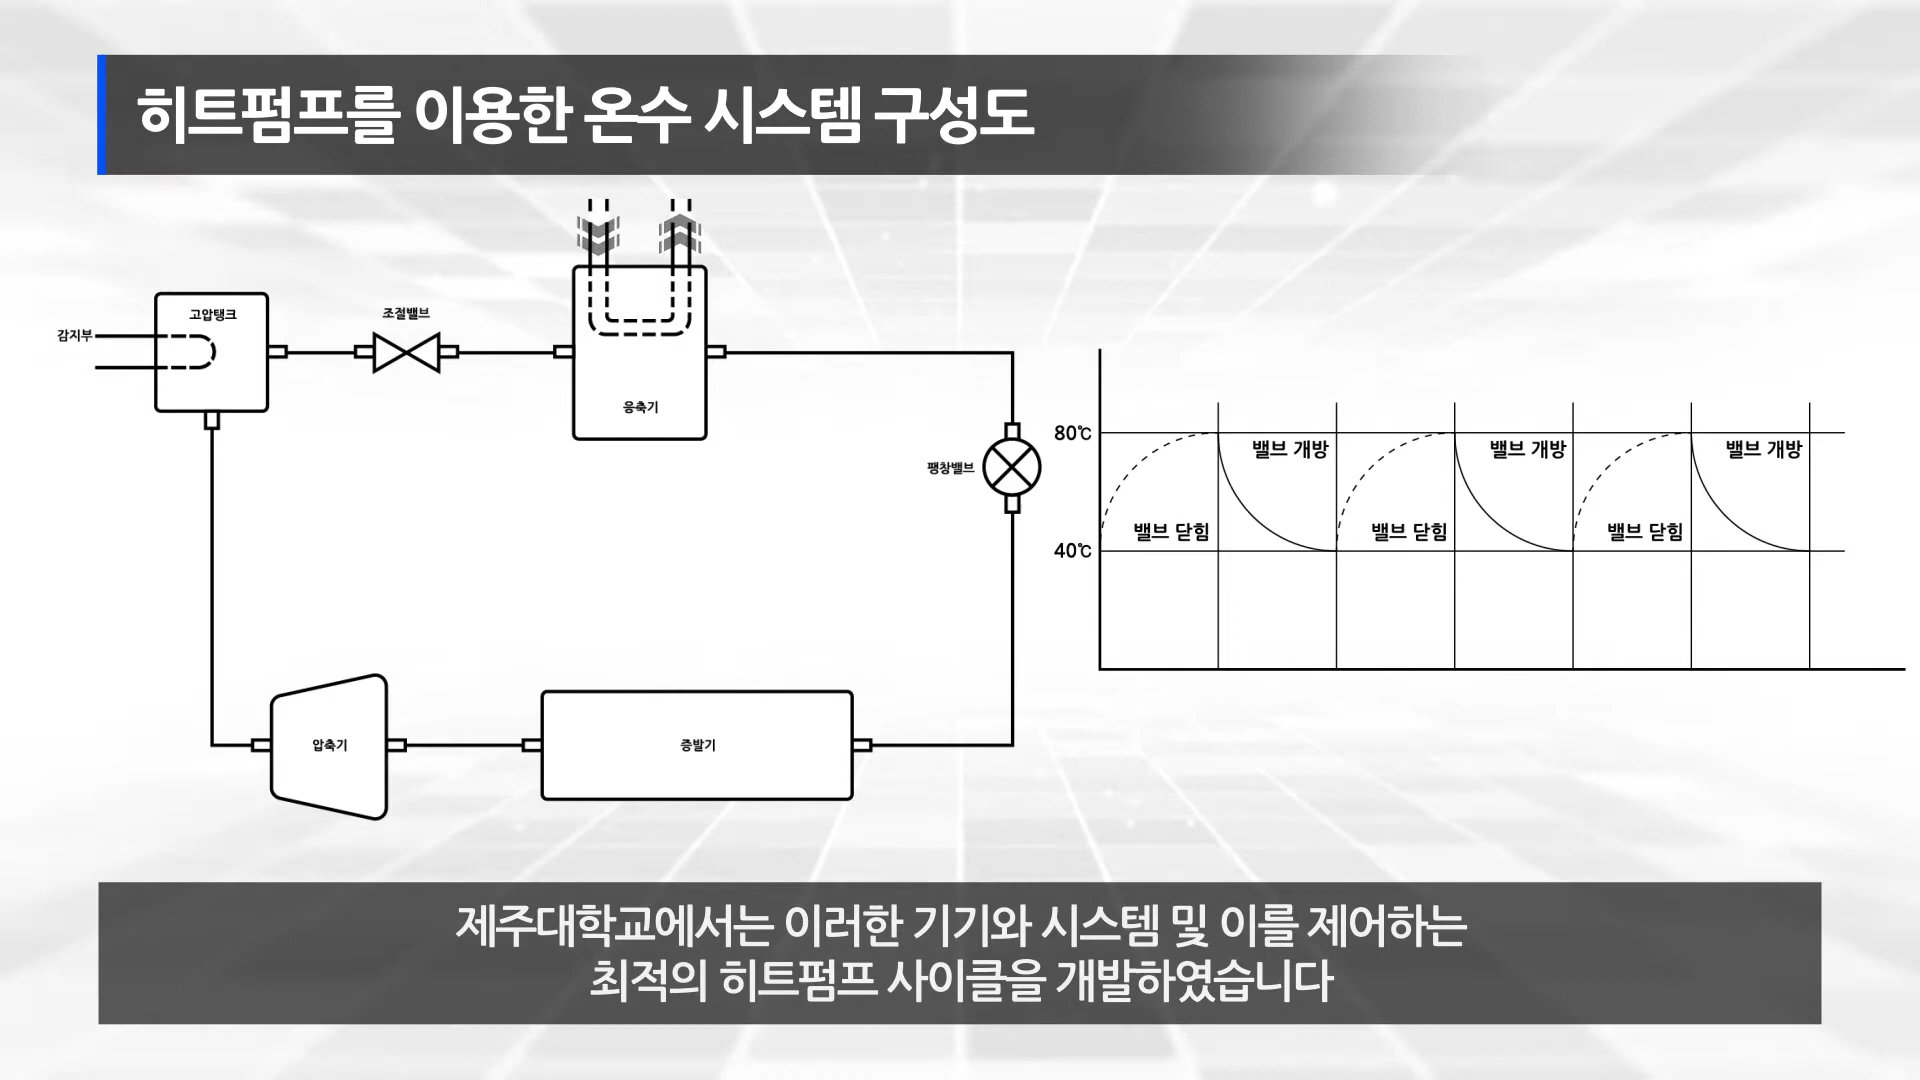 히트펌프를 이용한 온수 시스템 구성도
감지부
고압탱크
조절밸브
응축기
팽창밸브
압축기
증발기
80℃
40℃
밸브 개방
밸브 개방
밸브 개방
밸브 닫힘
밸브 닫힘
밸브 닫힘
제주대학교에서는 이러한 기기와 시스템 및 이를 제어하는
최적의 히트펌프 사이클을 개발하였습니다